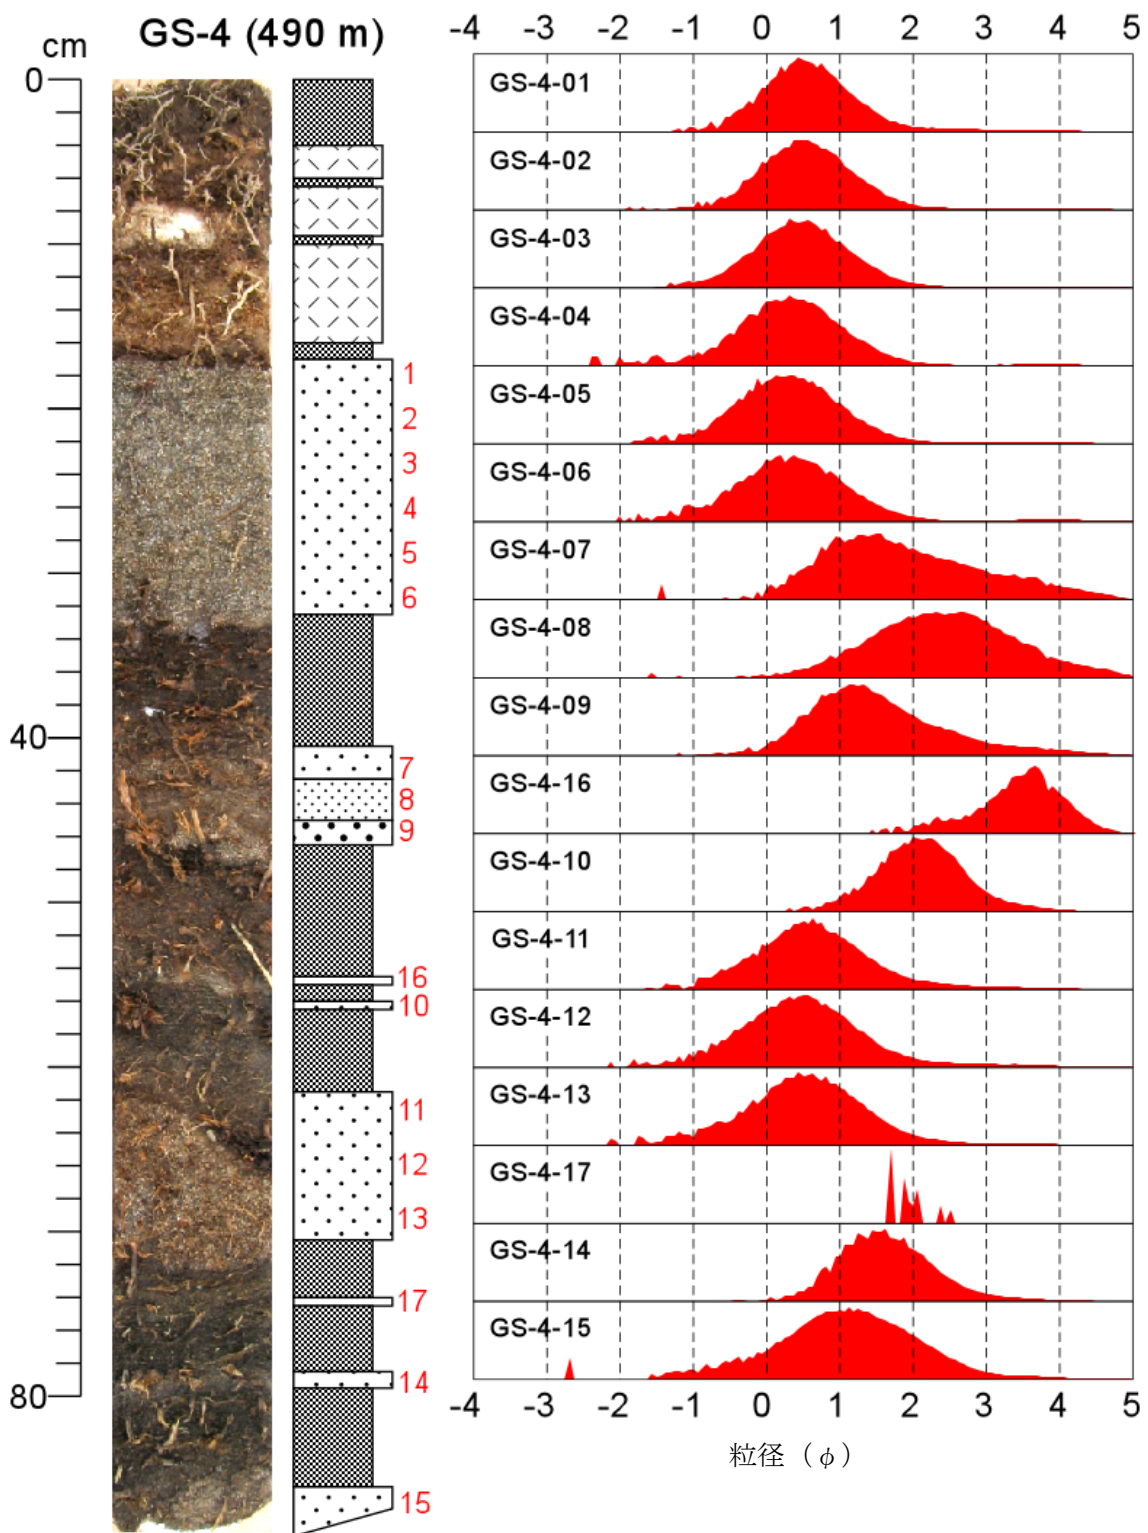 GS-4 (490 m)
cm
0
40
80
1
2
3
4
5
6
7
8
9
16
10
11
12
13
17
14
15
-4 -3 -2 -1 0 1 2 3 4 5
GS-4-01
GS-4-02
GS-4-03
GS-4-04
GS-4-05
GS-4-06
GS-4-07
GS-4-08
GS-4-09
GS-4-16
GS-4-10
GS-4-11
GS-4-12
GS-4-13
GS-4-17
GS-4-14
GS-4-15
-4 -3 -2 -1 0 1 2 3 4 5
粒径（φ）